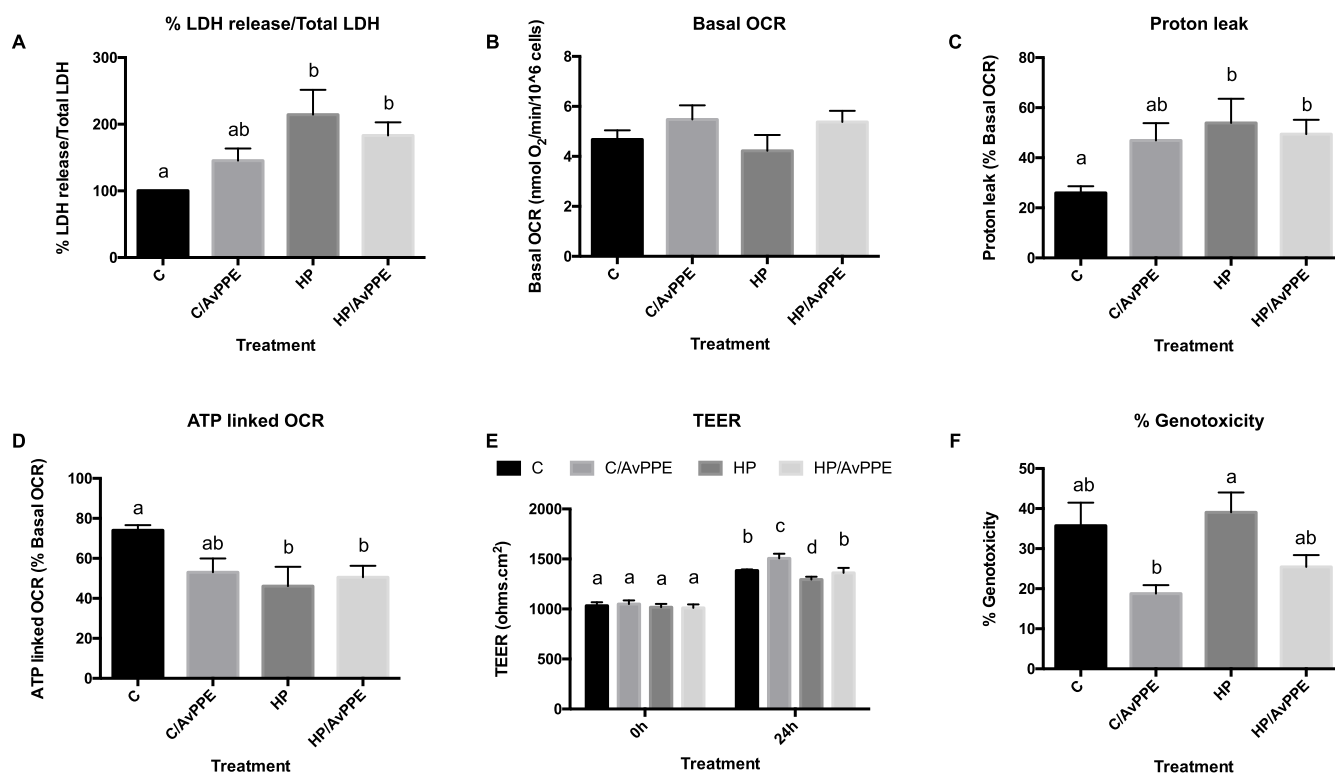 A
% LDH release/Total LDH
% LDH release/Total LDH
300
200
100
0
a
ab
b
b
C
C/AvPPE
HP
HP/AvPPE
Treatment
B
Basal OCR
Basal OCR (nmol O2/min/10^6 cells)
8
6
4
2
0
C
C/AvPPE
HP
HP/AvPPE
Treatment
C
Proton leak
Proton leak (% Basal OCR)
80
60
40
20
0
a
ab
b
b
C
C/AvPPE
HP
HP/AvPPE
Treatment
D
ATP linked OCR
ATP linked OCR (% Basal OCR)
100
80
60
40
20
0
a
ab
b
b
C
C/AvPPE
HP
HP/AvPPE
Treatment
E
TEER
C C/AvPPE HP HP/AvPPE
TEER (ohms.cm2)
2000
1500
1000
500
0
a a a a
b c d b
0h
24h
Treatment
F
% Genotoxicity
% Genotoxicity
50
40
30
20
10
0
ab
b
a
ab
C
C/AvPPE
HP
HP/AvPPE
Treatment